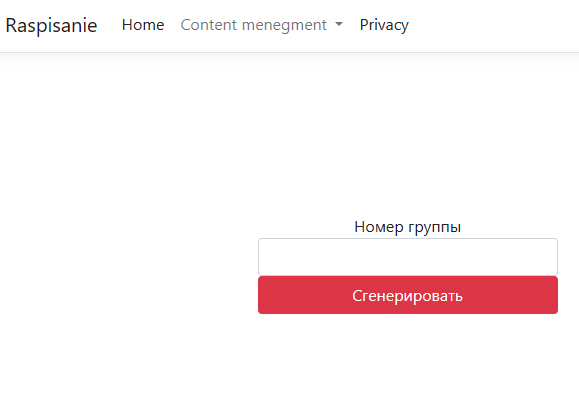 Raspisanie Home Content menegment Privacy
Номер группы
Сгенерировать